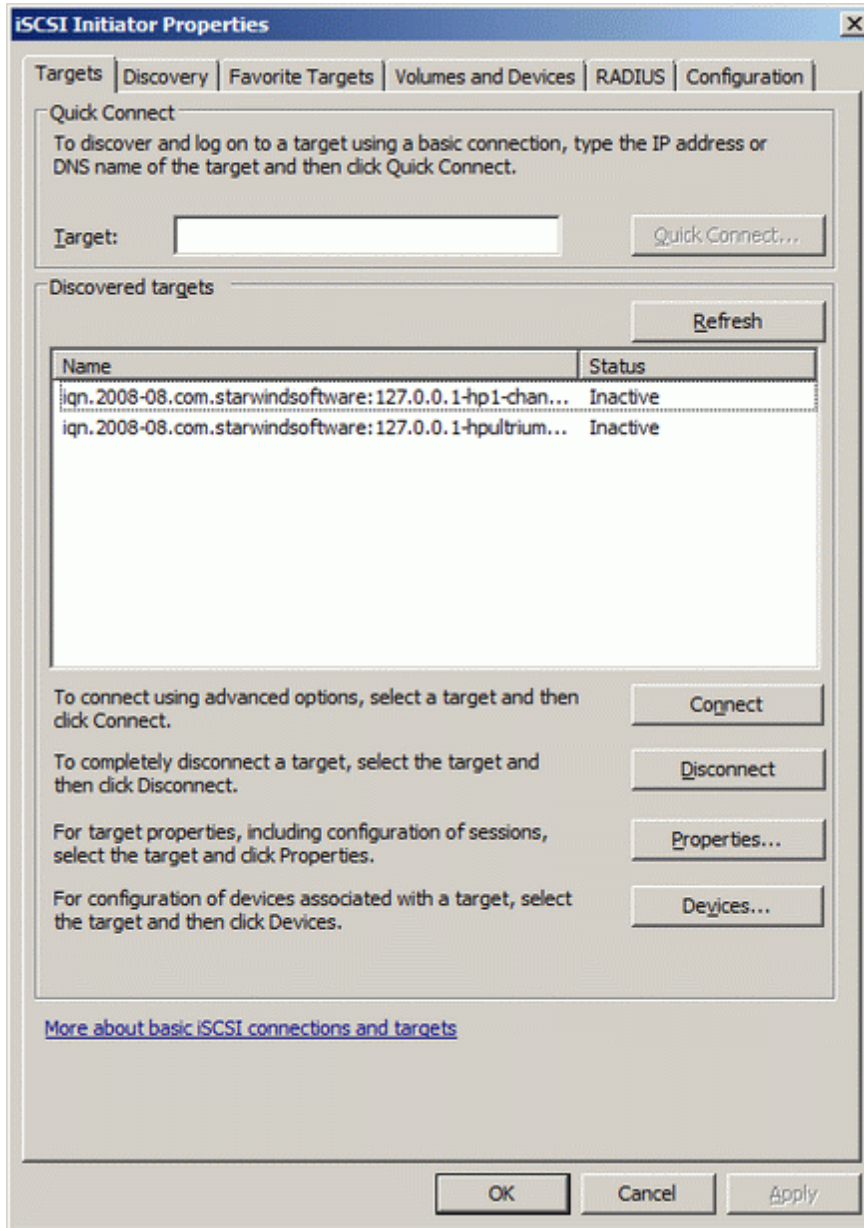 iSCSI Initiator Properties
Targets Discovery Favorite Targets Volumes and Devices RADIUS Configuration
Quick Connect
To discover and log on to a target using a basic connection, type the IP address or
DNS name of the target and then click Quick Connect.
Target:
Quick Connect...
Discovered targets
Refresh
Name Status
iqn.2008-08.com.starwindsoftware:127.0.0.1-hp1-chan... Inactive
iqn.2008-08.com.starwindsoftware:127.0.0.1-hpultrium... Inactive
To connect using advanced options, select a target and then
click Connect.
Connect
To completely disconnect a target, select the target and
then click Disconnect.
Disconnect
For target properties, including configuration of sessions,
select the target and click Properties.
Properties...
For configuration of devices associated with a target, select
the target and then click Devices.
Devices...
More about basic iSCSI connections and targets
OK Cancel Apply